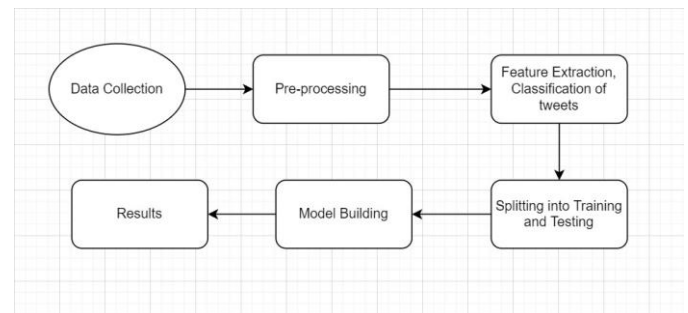 Data Collection
Pre-processing
Feature Extraction,
Classification of
tweets
Splitting into Training
and Testing
Model Building
Results